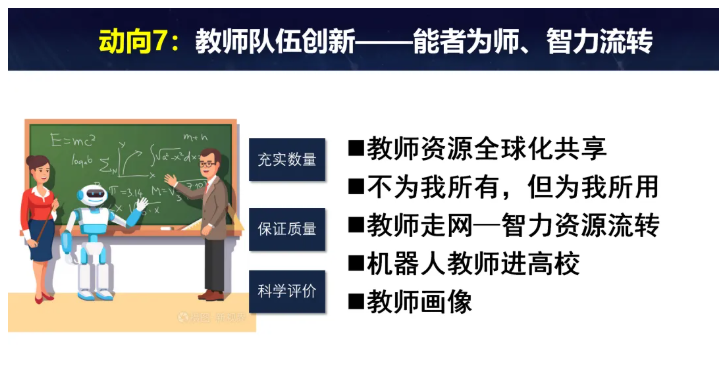 动向7：教师队伍创新——能者为师、智力流转
E=mc²
m+n
充实数量
保证质量
科学评价
■教师资源全球化共享
■不为我所有，但为我所用
■教师走网—智力资源流转
■机器人教师进高校
■教师画像